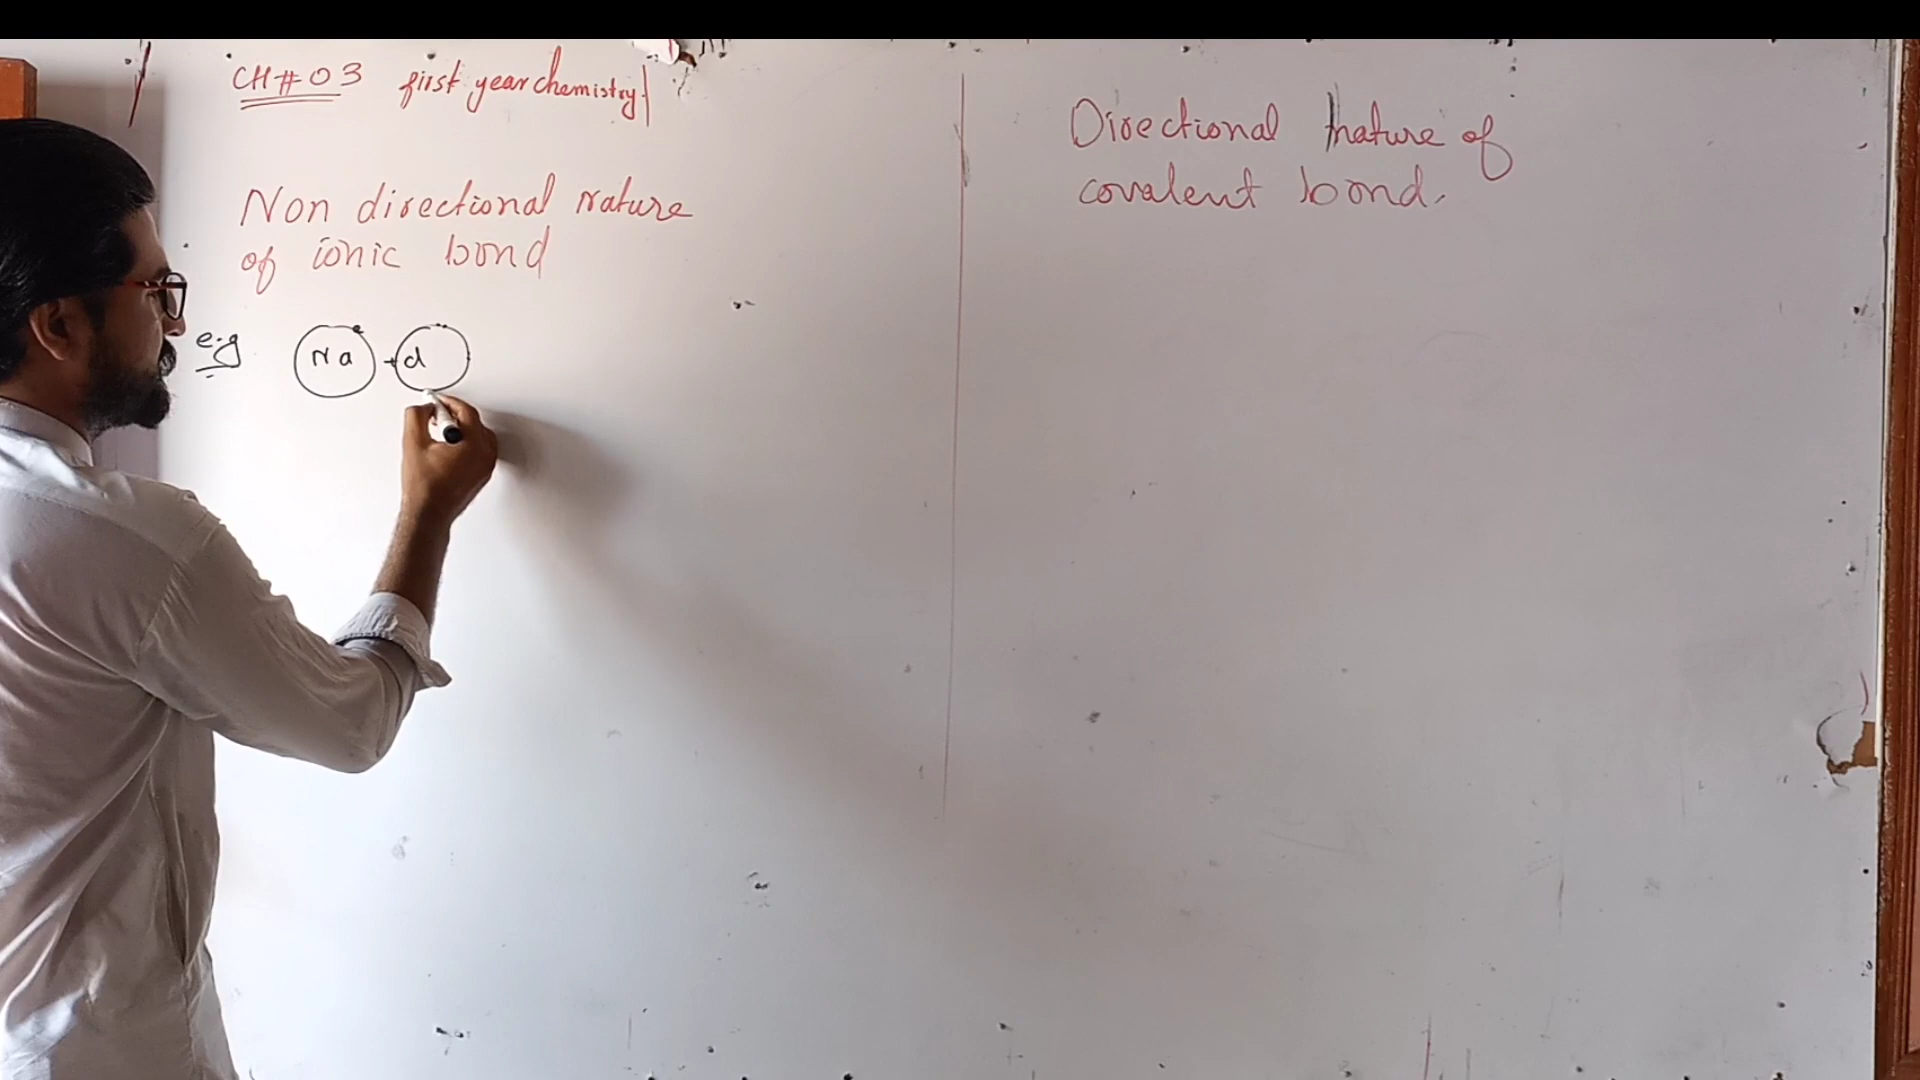 CH#03 first year chemistry
Non directional nature
of ionic bond
e.g Na Cl
Directional nature of
covalent bond.